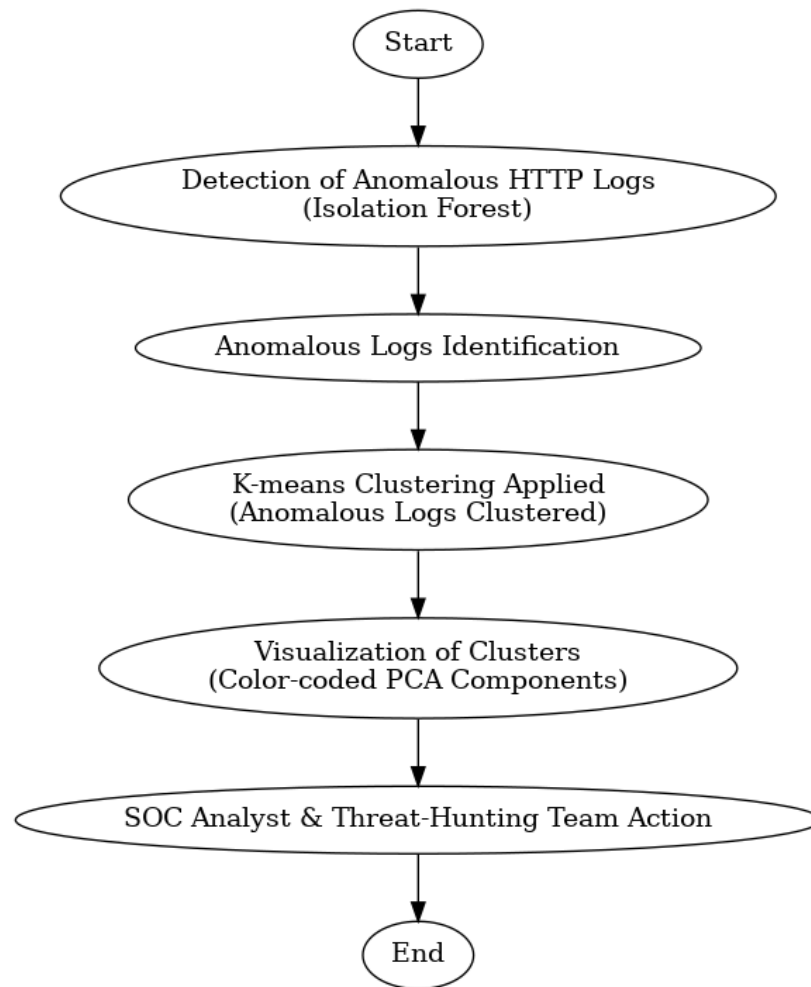 Start
Detection of Anomalous HTTP Logs
(Isolation Forest)
Anomalous Logs Identification
K-means Clustering Applied
(Anomalous Logs Clustered)
Visualization of Clusters
(Color-coded PCA Components)
SOC Analyst & Threat-Hunting Team Action
End